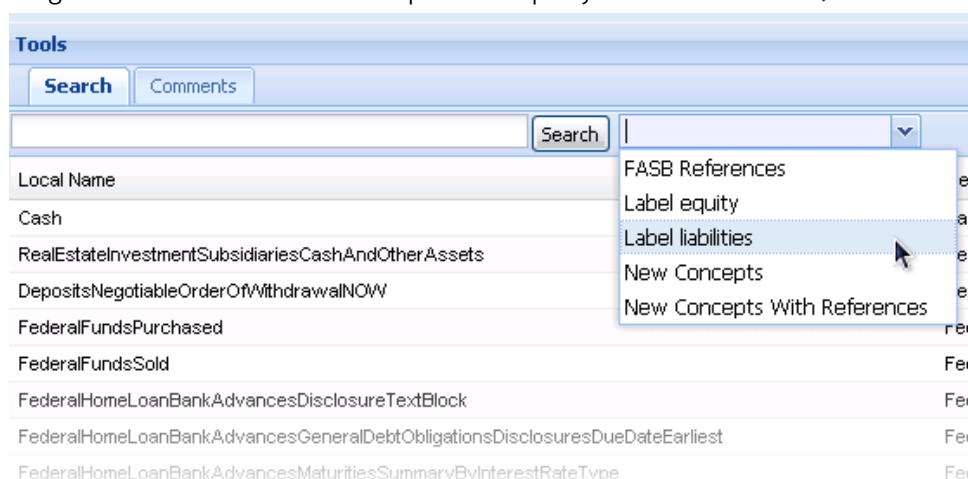 Tools
Search Comments
Search
FASB References
Local Name
Label equity
Cash
Label liabilities
RealEstateInvestmentSubsidiariesCashAndOtherAssets
New Concepts
DepositsNegotiableOrderOfWithdrawalNOW
New Concepts With References
FederalFundsPurchased
FederalFundsSold
FederalHomeLoanBankAdvancesDisclosureTextBlock
FederalHomeLoanBankAdvancesGeneralDebtObligationsDisclosuresDueDateEarliest
FederalHomeLoanBankAdvancesMaturitiesSummaryByInterestRateType